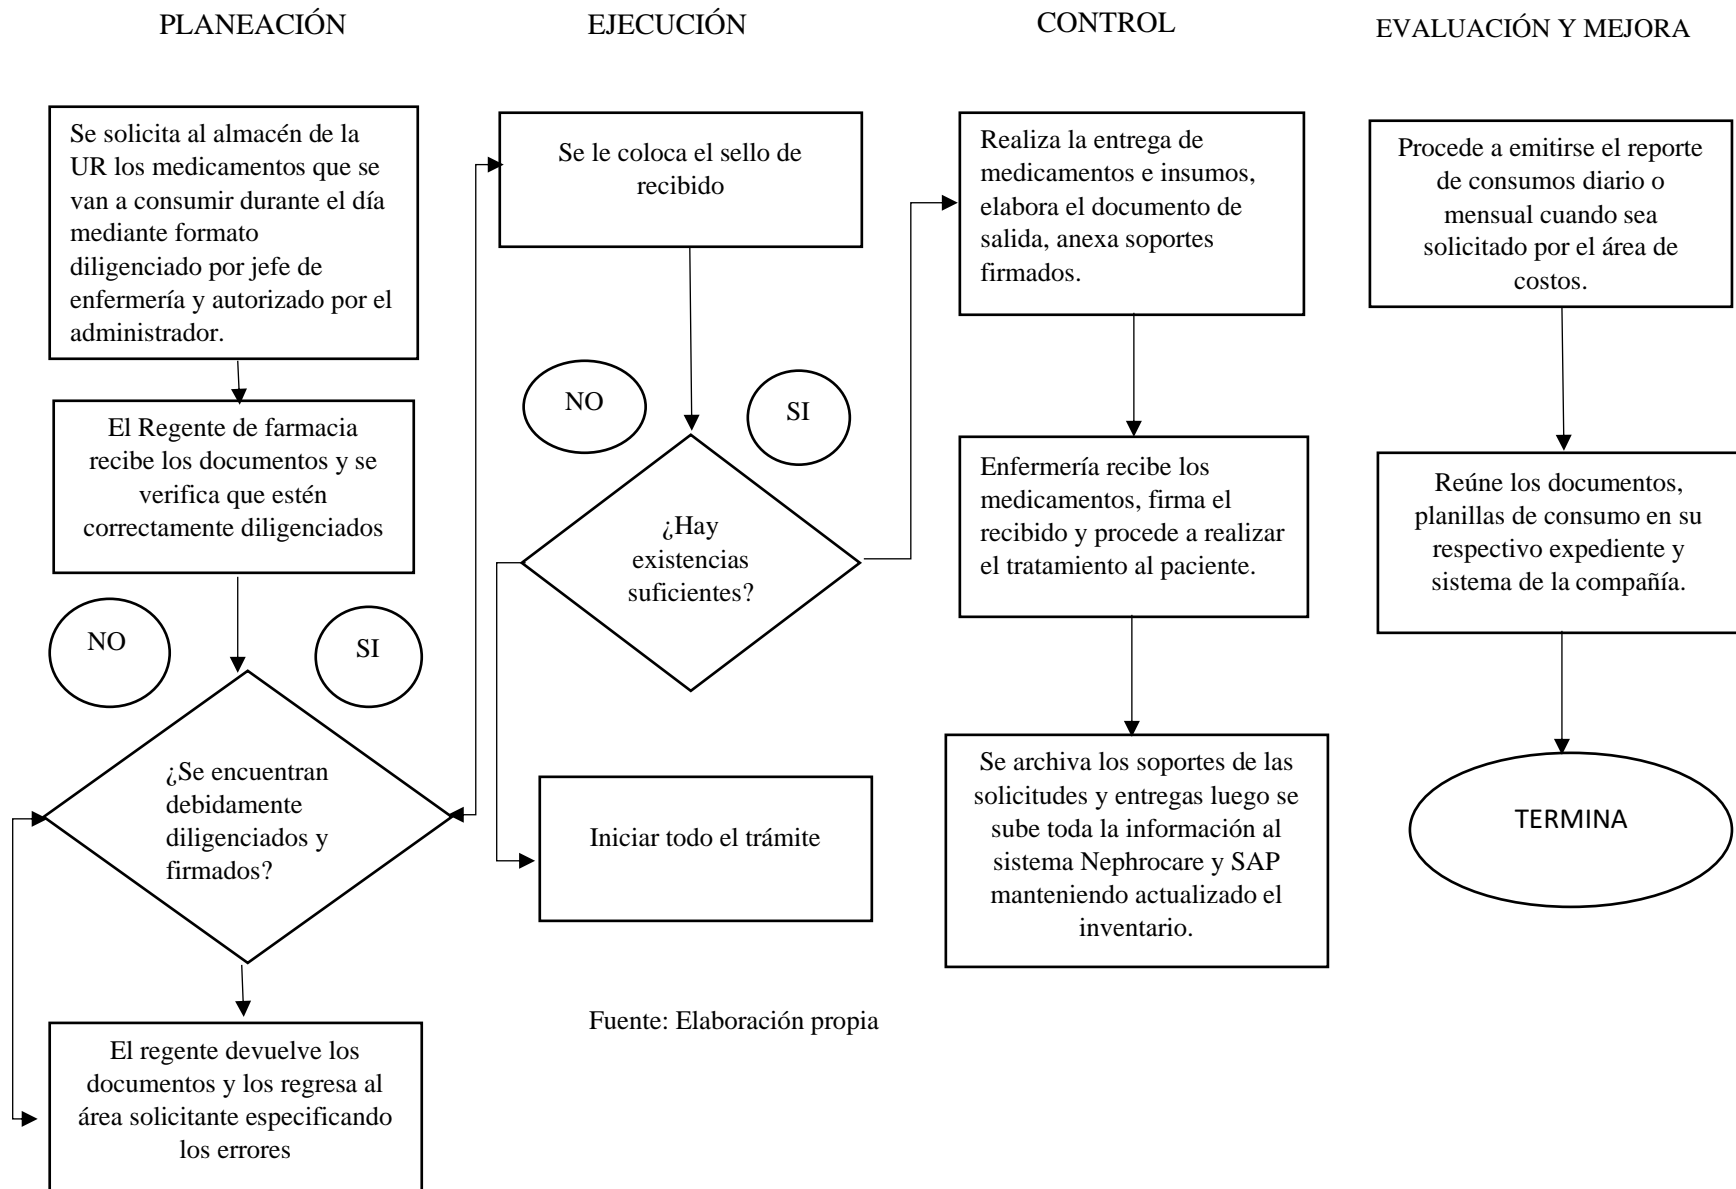 PLANEACIÓN
EJECUCIÓN
CONTROL
EVALUACIÓN Y MEJORA
Se solicita al almacén de la
UR los medicamentos que se
van a consumir durante el día
mediante formato
diligenciado por jefe de
enfermería y autorizado por el
administrador.
El Regente de farmacia
recibe los documentos y se
verifica que estén
correctamente diligenciados
NO
SI
¿Se encuentran
debidamente
diligenciados y
firmados?
El regente devuelve los
documentos y los regresa al
área solicitante especificando
los errores
Se le coloca el sello de
recibido
NO
SI
¿Hay
existencias
suficientes?
Iniciar todo el trámite
Realiza la entrega de
medicamentos e insumos,
elabora el documento de
salida, anexa soportes
firmados.
Enfermería recibe los
medicamentos, firma el
recibido y procede a realizar
el tratamiento al paciente.
Se archiva los soportes de las
solicitudes y entregas luego se
sube toda la información al
sistema Nephrocare y SAP
manteniendo actualizado el
inventario.
Procede a emitirse el reporte
de consumos diario o
mensual cuando sea
solicitado por el área de
costos.
Reúne los documentos,
planillas de consumo en su
respectivo expediente y
sistema de la compañía.
TERMINA
Fuente: Elaboración propia